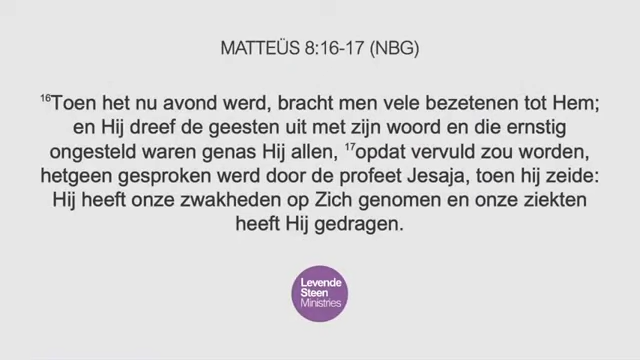 MATTEÜS 8:16-17 (NBG)
16Toen het nu avond werd, bracht men vele bezetenen tot Hem;
en Hij dreef de geesten uit met zijn woord en die ernstig
ongesteld waren genas Hij allen, 17opdat vervuld zou worden,
hetgeen gesproken werd door de profeet Jesaja, toen hij zeide:
Hij heeft onze zwakheden op Zich genomen en onze ziekten
heeft Hij gedragen.
Levende
Steen
Ministries